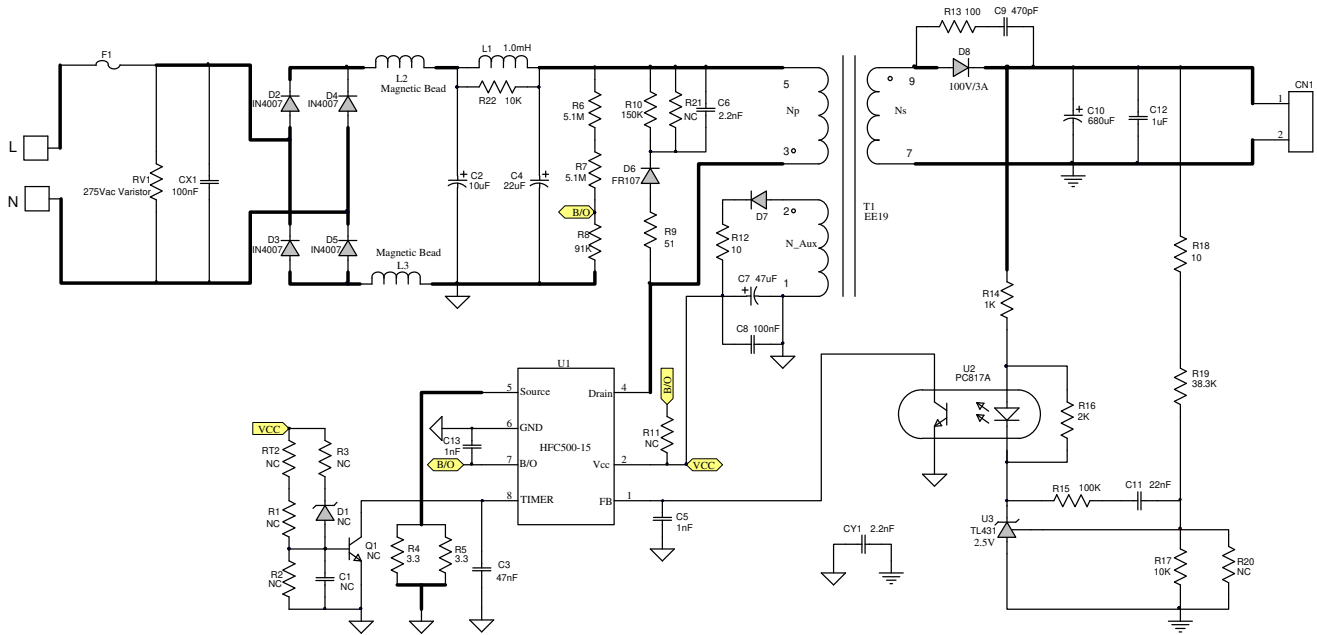 R13 100
C9 470pF
F1
L1 1.0mH
D8
100V/3A
CN1
L2
Magnetic Bead
D2
IN4007
D4
IN4007
R22 10K
R6
5.1M
R10
150K
R21
NC
C6
2.2nF
5
Np
3
9
Ns
7
C10
680uF
C12
1uF
1
2
L
N
RV1
275Vac Varistor
CX1
100nF
C2
10uF
C4
22uF
R7
5.1M
D6
FR107
B/O
R8
91K
R9
51
D7
2
T1
EE19
R12
10
N_Aux
D3
IN4007
D5
IN4007
Magnetic Bead
L3
C7 47uF
1
R18
10
R14
1K
C8 100nF
U1
U2
PC817A
R19
38.3K
5
Source
Drain
4
B/O
R16
2K
VCC
6
GND
HFC500-15
R11
NC
C13
1nF
RT2
NC
R3
NC
B/O
7
B/O
Vcc
2
VCC
8
TIMER
FB
1
R15 100K
C11 22nF
R1
NC
D1
NC
C5
1nF
U3
TL431
2.5V
CY1 2.2nF
Q1
NC
R4
3.3
R5
3.3
C3
47nF
R2
NC
C1
NC
R17
10K
R20
NC